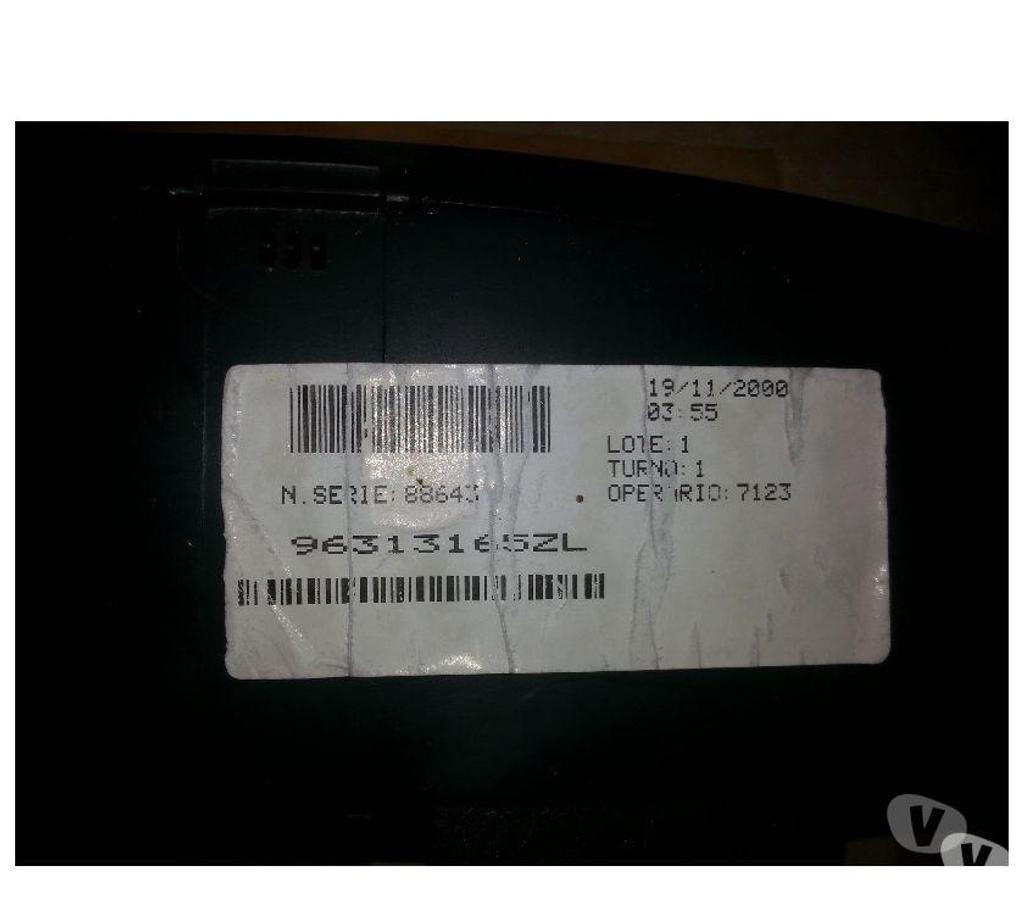 19/11/2000
03:55
LOTE:1
TURNO:1
N.SERIE:88643
OPERARIO:7123
96313165ZL
V
V